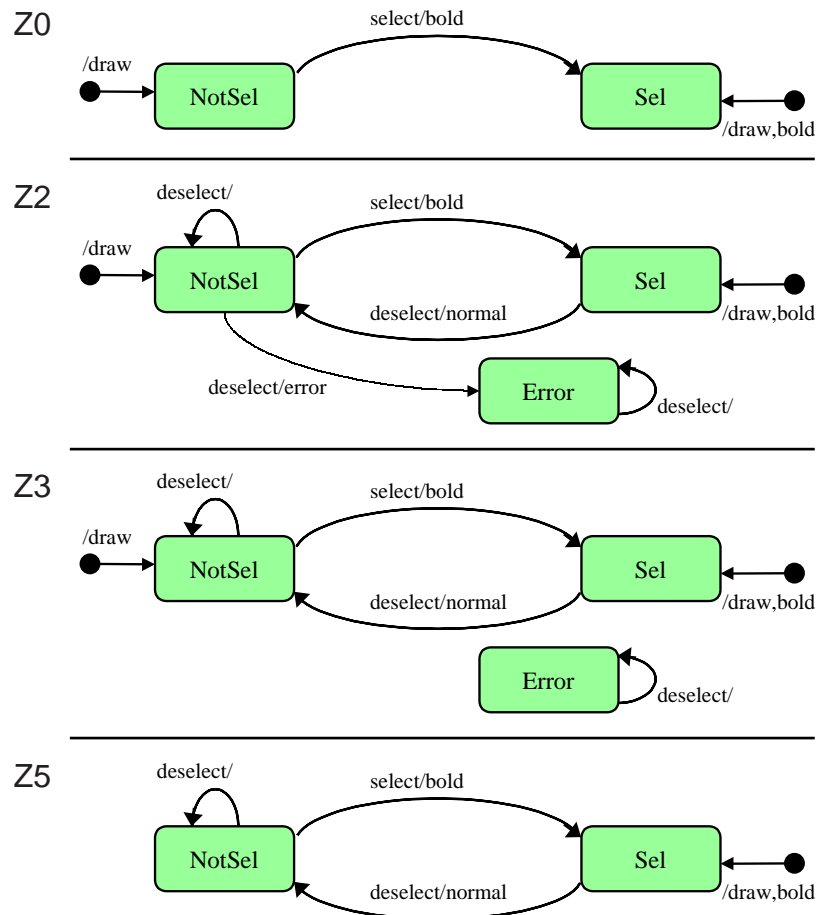 Z0
select/bold
/draw
NotSel
Sel
/draw,bold
Z2
deselect/
select/bold
/draw
NotSel
Sel
/draw,bold
deselect/normal
deselect/error
Error
deselect/
Z3
deselect/
select/bold
/draw
NotSel
Sel
/draw,bold
deselect/normal
Error
deselect/
Z5
deselect/
select/bold
NotSel
Sel
/draw,bold
deselect/normal